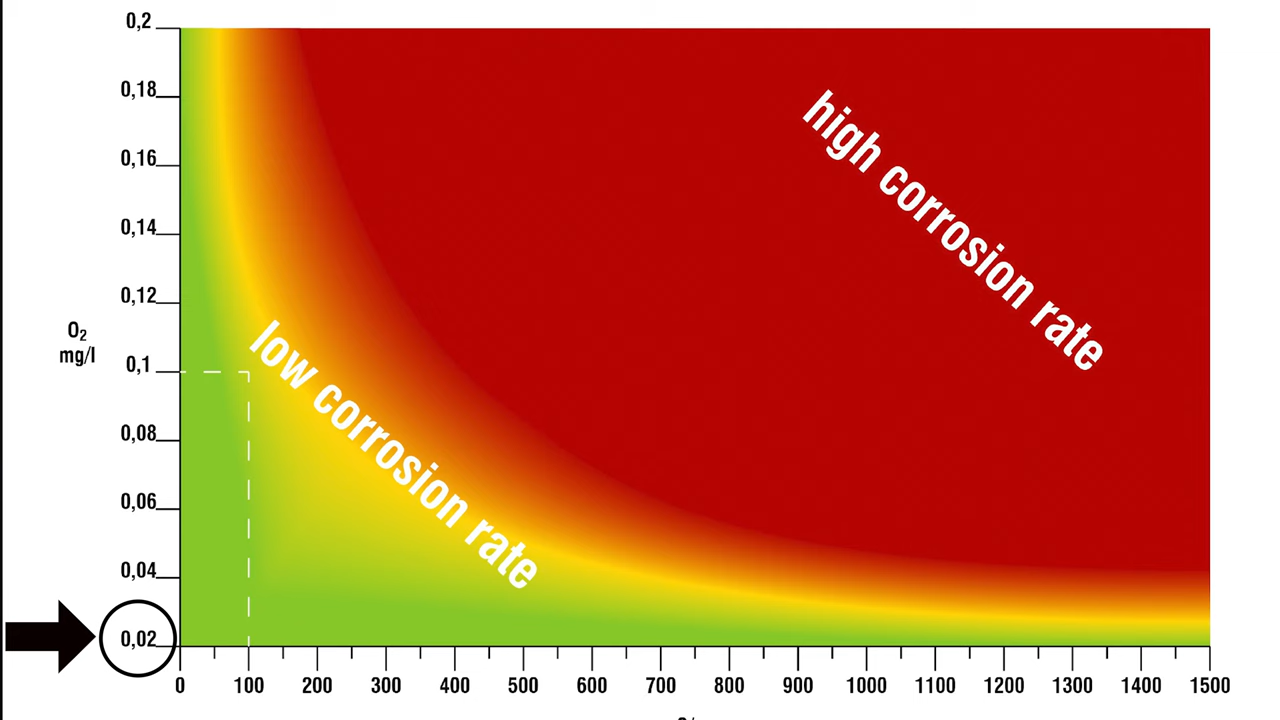 0,2
0,18
0,16
0,14
0,12
O₂
mg/l
0,1
0,08
0,06
0,04
0,02
high corrosion rate
low corrosion rate
0 100 200 300 400 500 600 700 800 900 1000 1100 1200 1300 1400 1500